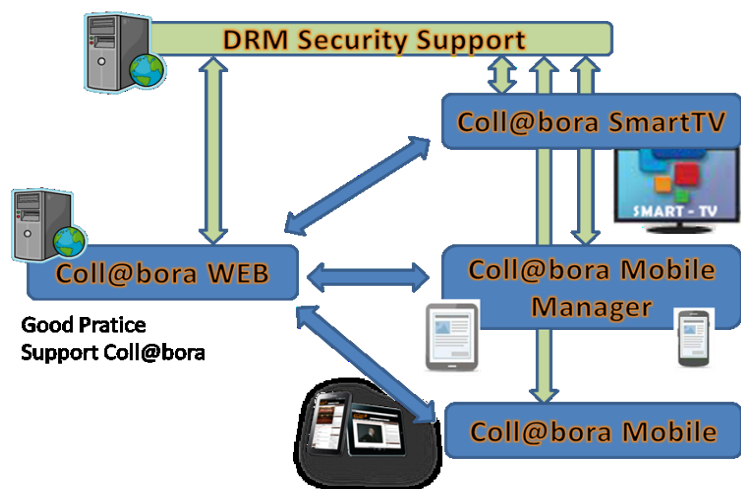 DRM Security Support
Coll@bora SmartTV
SMART - TV
Coll@bora WEB
Coll@bora Mobile
Manager
Good Pratice
Support Coll@bora
Coll@bora Mobile